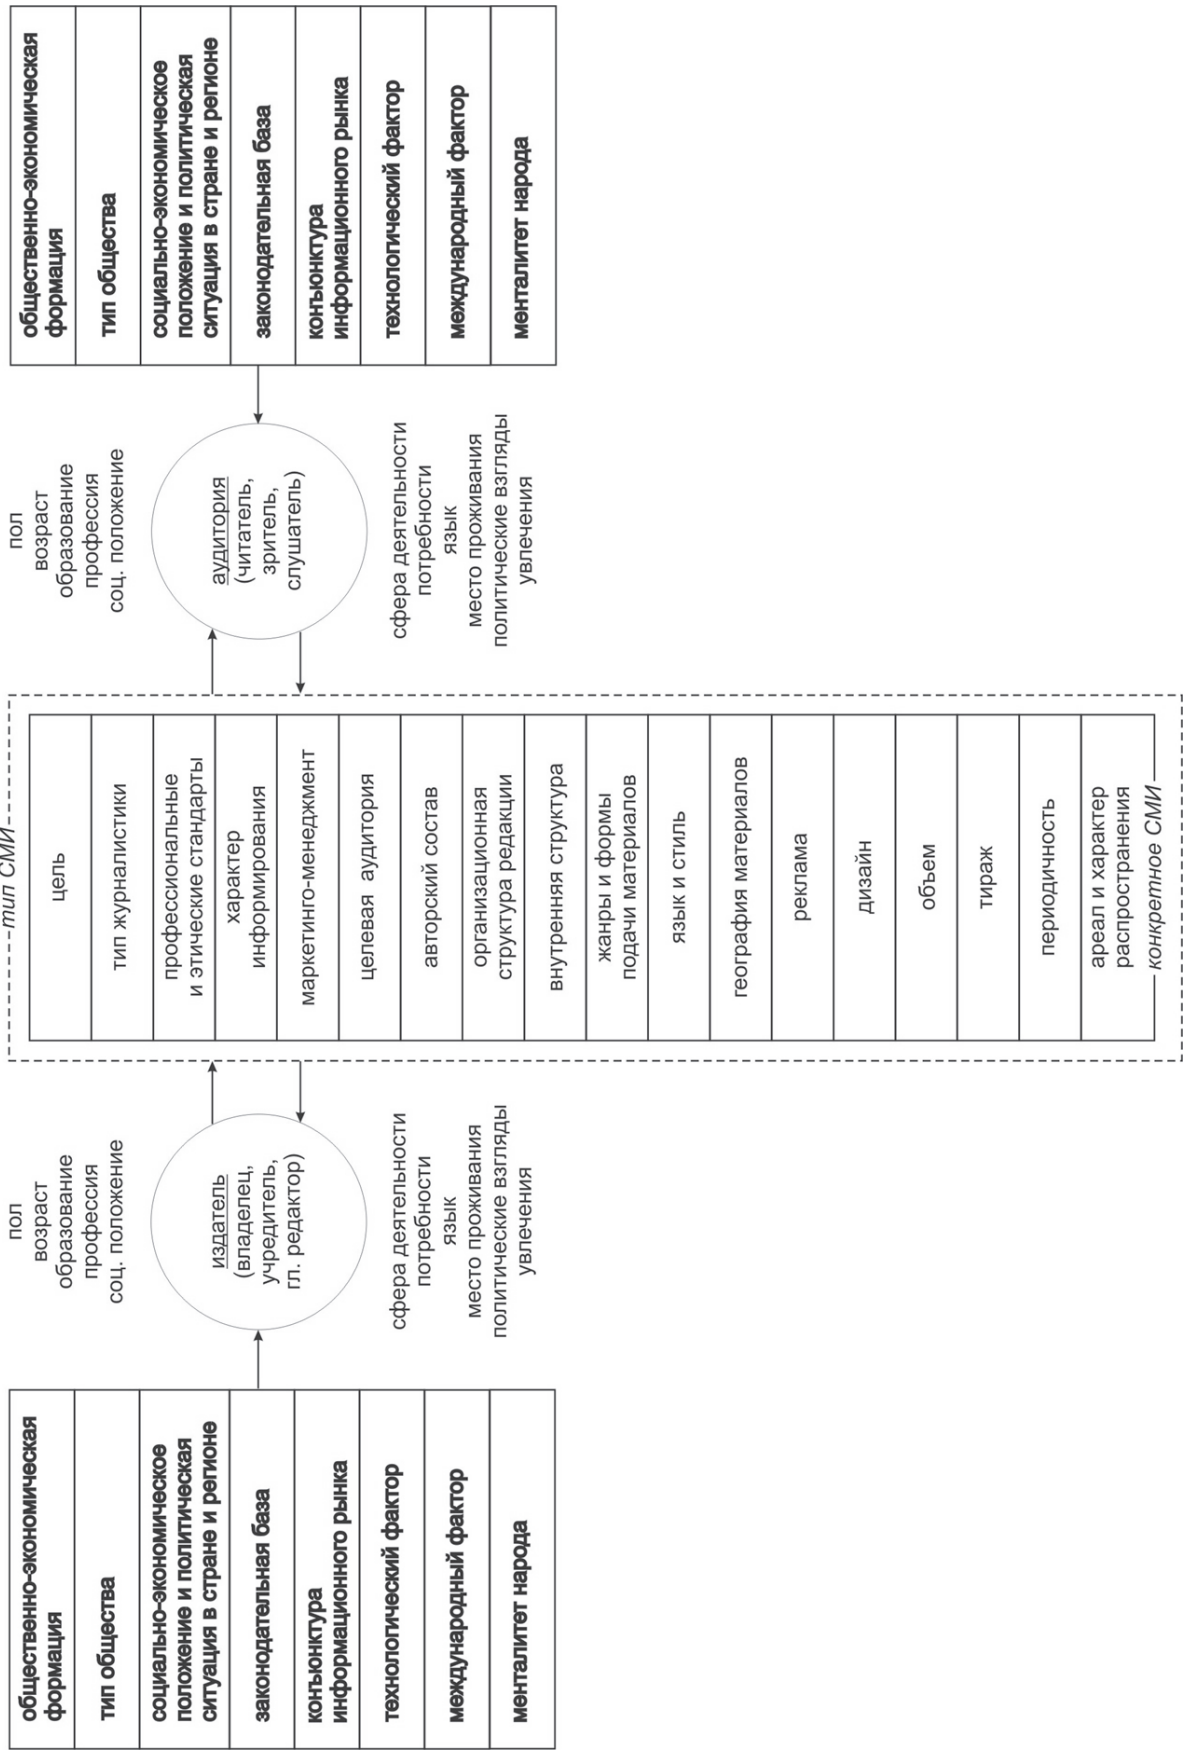 общественно-экономическая
формация
тип общества
социально-экономическое
положение и политическая
ситуация в стране и регионе
законодательная база
конъюнктура
информационного рынка
технологический фактор
международный фактор
менталитет народа
пол
возраст
образование
профессия
соц. положение
издатель
(владелец,
учредитель,
гл. редактор)
сфера деятельности
потребности
язык
место проживания
политические взгляды
увлечения
тип СМИ
цель
тип журналистики
профессиональные
и этические стандарты
характер
информирования
маркетинго-менеджмент
целевая аудитория
авторский состав
организационная
структура редакции
внутренняя структура
жанры и формы
подачи материалов
язык и стиль
география материалов
реклама
дизайн
объем
тираж
периодичность
ареал и характер
распространения
конкретное СМИ
пол
возраст
образование
профессия
соц. положение
аудитория
(читатель,
зритель,
слушатель)
сфера деятельности
потребности
язык
место проживания
политические взгляды
увлечения
общественно-экономическая
формация
тип общества
социально-экономическое
положение и политическая
ситуация в стране и регионе
законодательная база
конъюнктура
информационного рынка
технологический фактор
международный фактор
менталитет народа